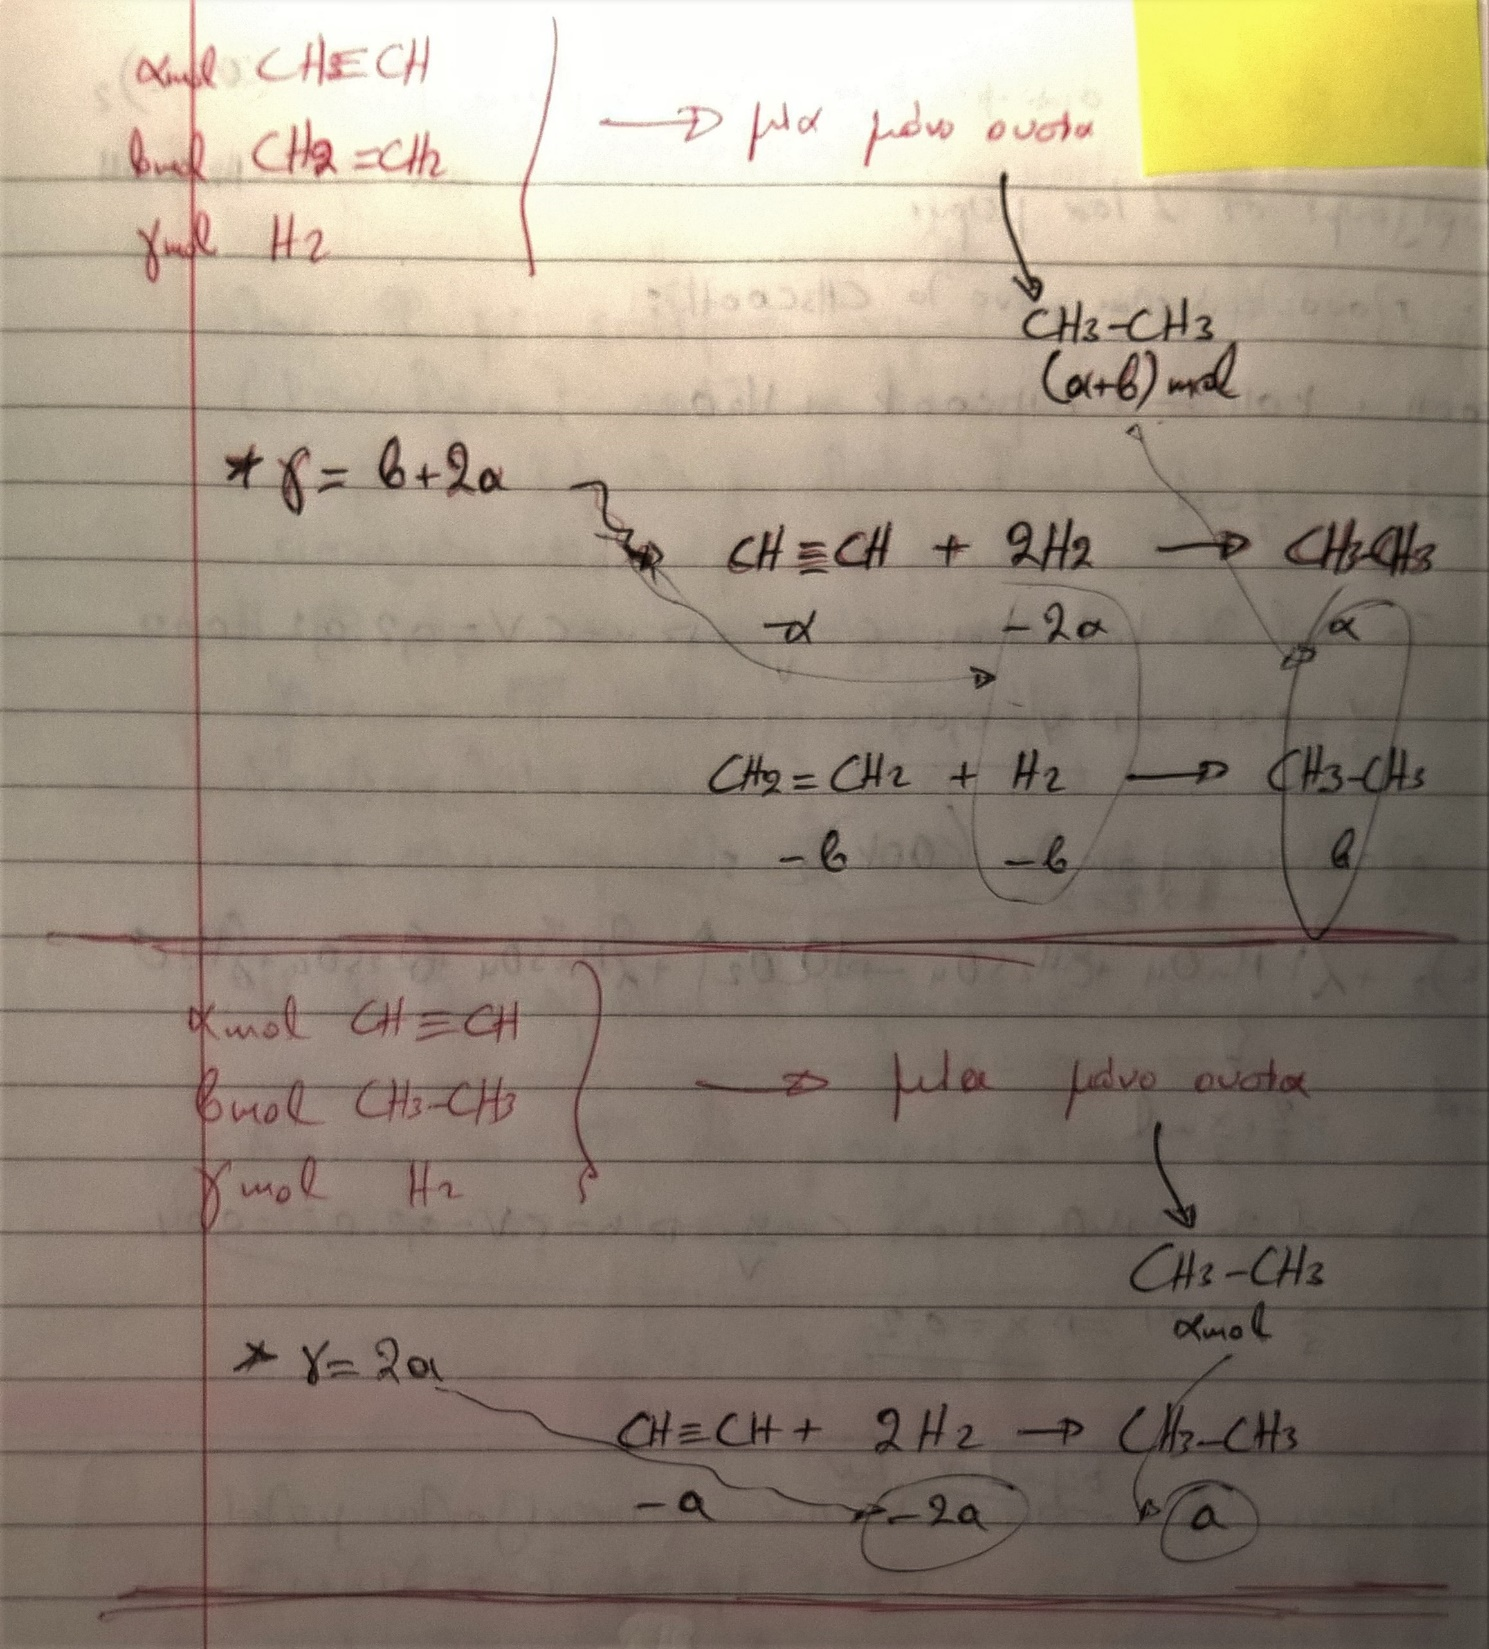 αmol CH≡CH
βmol CH2=CH2
γmol H2
μια μόνο ουσία
CH3-CH3
(α+β) mol
* γ = β+2α
CH≡CH + 2H2 → CH3-CH3
-α -2α α
CH2=CH2 + H2 → CH3-CH3
-β -β β
αmol CH≡CH
βmol CH3-CH3
γmol H2
→ μια μόνο ουσία
CH3-CH3
αmol
* γ=2α
CH≡CH + 2H2 → CH3-CH3
-α -2α α